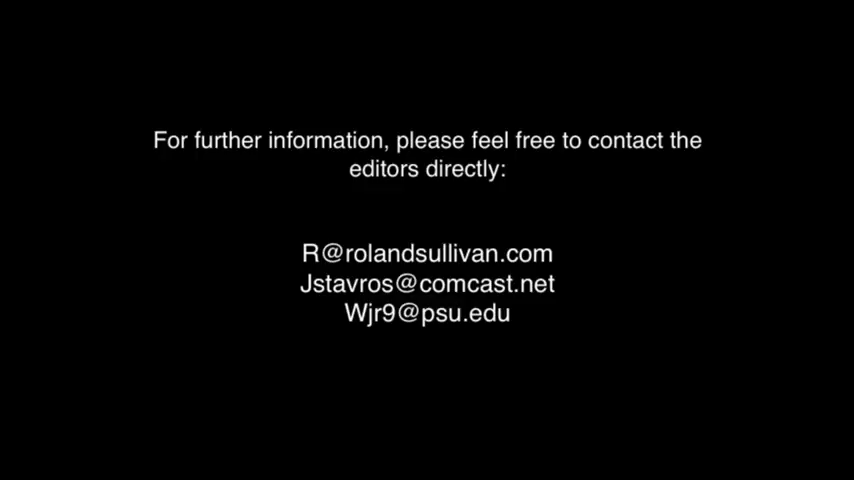 For further information, please feel free to contact the
editors directly:
R@rolandsullivan.com
Jstavros@comcast.net
Wjr9@psu.edu